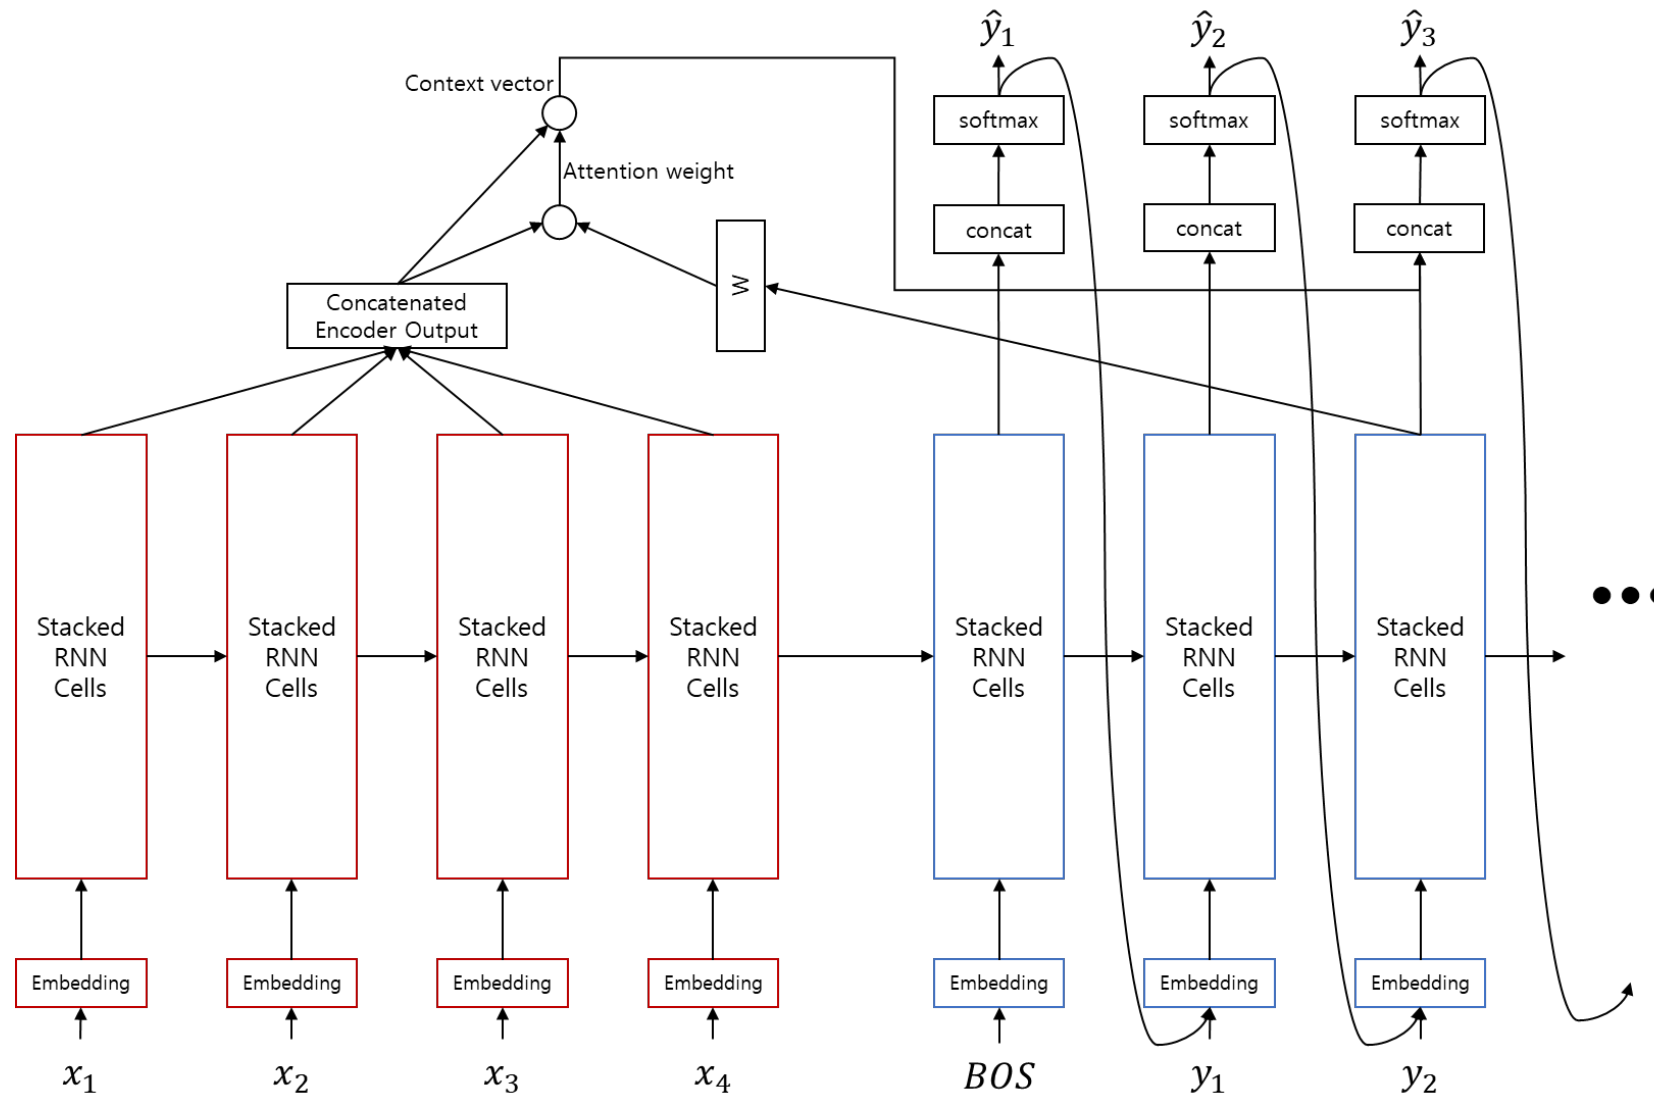 ŷ1 ŷ2 ŷ3
Context vector
softmax softmax softmax
Attention weight
concat concat concat
W
Concatenated
Encoder Output
Stacked Stacked Stacked Stacked Stacked Stacked Stacked
RNN RNN RNN RNN RNN RNN RNN
Cells Cells Cells Cells Cells Cells Cells
Embedding Embedding Embedding Embedding Embedding Embedding Embedding
x1 x2 x3 x4 BOS y1 y2